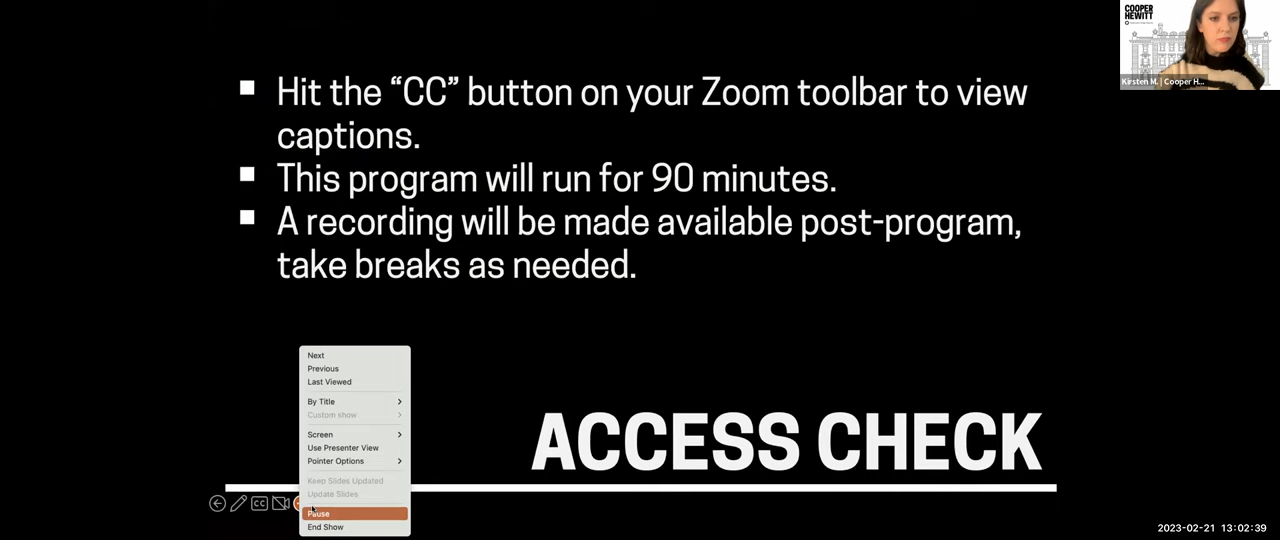 COOPER
HEWITT
Kirsten M. | Cooper H...
▪ Hit the “CC” button on your Zoom toolbar to view
captions.
▪ This program will run for 90 minutes.
▪ A recording will be made available post-program,
take breaks as needed.
Next
Previous
Last Viewed
By Title
Custom show
Screen
Use Presenter View
Pointer Options
Keep Slides Updated
Update Slides
Pause
End Show
ACCESS CHECK
CC
2023-02-21 13:02:39